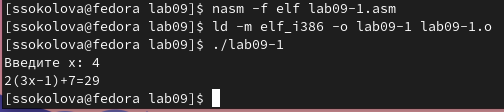 [ssokolova@fedora lab09]$ nasm -f elf lab09-1.asm
[ssokolova@fedora lab09]$ ld -m elf_i386 -o lab09-1 lab09-1.o
[ssokolova@fedora lab09]$ ./lab09-1
Введите x: 4
2(3x-1)+7=29
[ssokolova@fedora lab09]$